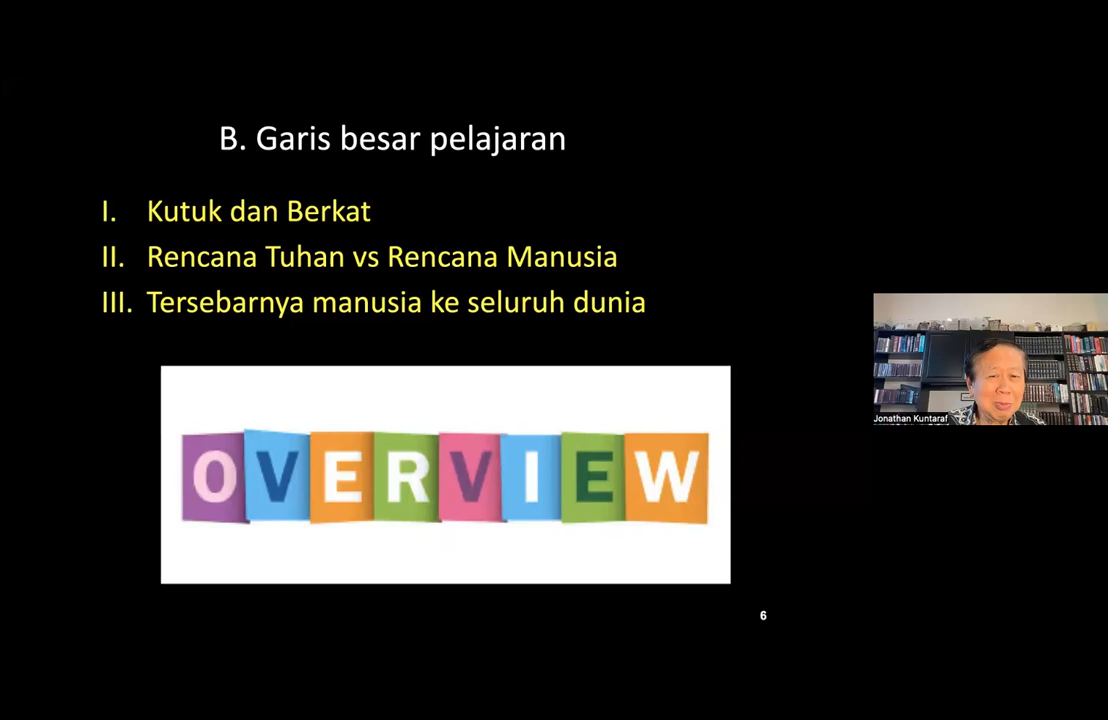 B. Garis besar pelajaran
I. Kutuk dan Berkat
II. Rencana Tuhan vs Rencana Manusia
III. Tersebarnya manusia ke seluruh dunia
OVERVIEW
Jonathan Kuntaraf
6